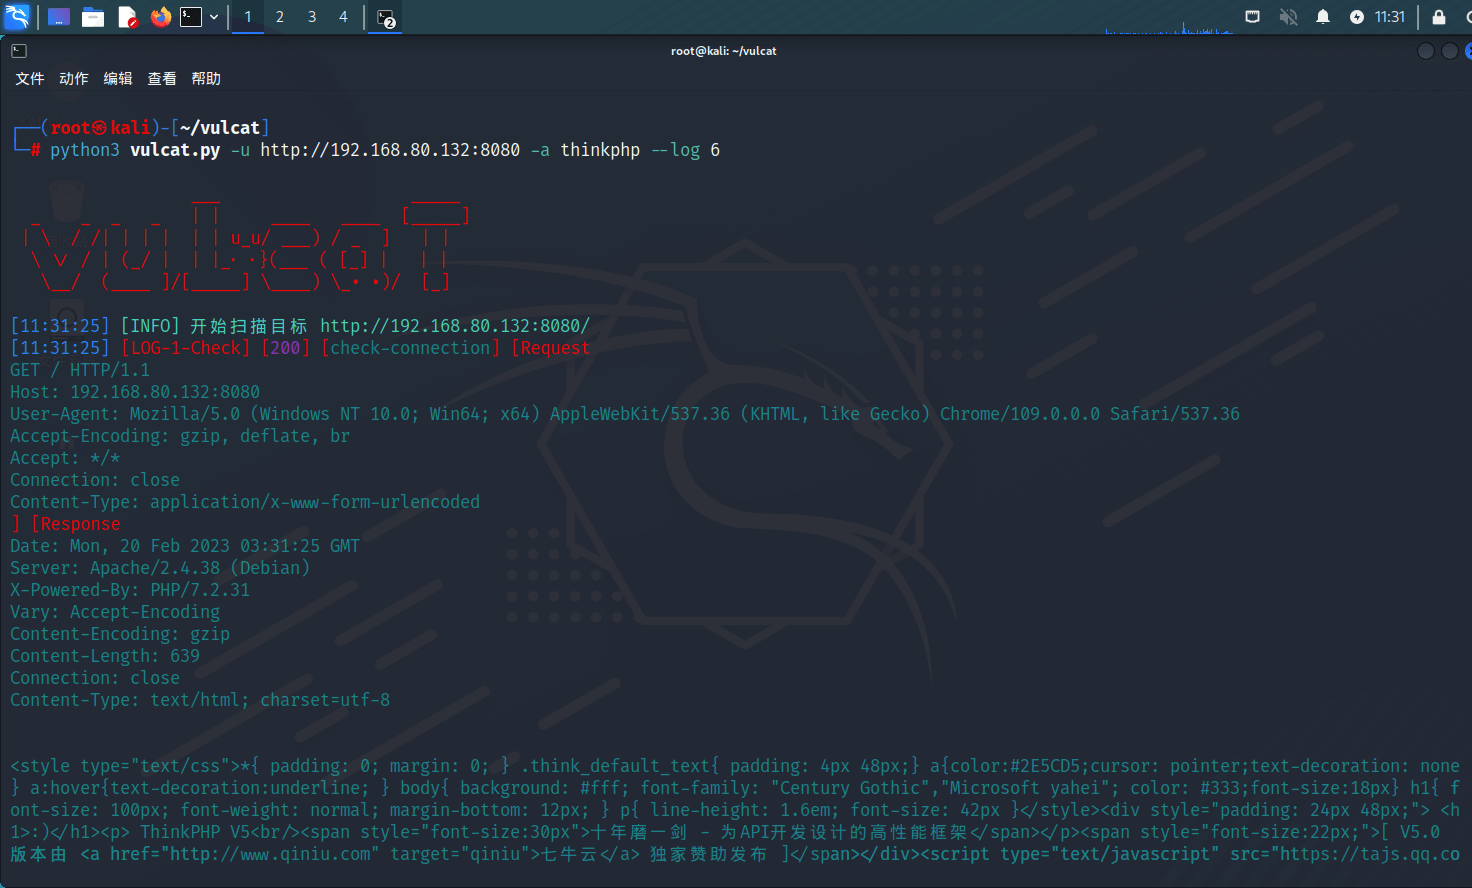 1 2 3 4 2 11:31
root@kali: ~/vulcat
文件 动作 编辑 查看 帮助
┌──(root㉿kali)-[~/vulcat]
└─# python3 vulcat.py -u http://192.168.80.132:8080 -a thinkphp --log 6
[11:31:25] [INFO] 开始扫描目标 http://192.168.80.132:8080/
[11:31:25] [LOG-1-Check] [200] [check-connection] [Request
GET / HTTP/1.1
Host: 192.168.80.132:8080
User-Agent: Mozilla/5.0 (Windows NT 10.0; Win64; x64) AppleWebKit/537.36 (KHTML, like Gecko) Chrome/109.0.0.0 Safari/537.36
Accept-Encoding: gzip, deflate, br
Accept: */*
Connection: close
Content-Type: application/x-www-form-urlencoded
] [Response
Date: Mon, 20 Feb 2023 03:31:25 GMT
Server: Apache/2.4.38 (Debian)
X-Powered-By: PHP/7.2.31
Vary: Accept-Encoding
Content-Encoding: gzip
Content-Length: 639
Connection: close
Content-Type: text/html; charset=utf-8
<style type="text/css">*{ padding: 0; margin: 0; } .think_default_text{ padding: 4px 48px;} a{color:#2E5CD5;cursor: pointer;text-decoration: none
} a:hover{text-decoration:underline; } body{ background: #fff; font-family: "Century Gothic","Microsoft yahei"; color: #333;font-size:18px} h1{ f
ont-size: 100px; font-weight: normal; margin-bottom: 12px; } p{ line-height: 1.6em; font-size: 42px }</style><div style="padding: 24px 48px;"> <h
1>:)</h1><p> ThinkPHP V5<br/><span style="font-size:30px">十年磨一剑 - 为API开发设计的高性能框架</span></p><span style="font-size:22px;">[ V5.0
版本由 <a href="http://www.qiniu.com" target="qiniu">七牛云</a> 独家赞助发布 ]</span></div><script type="text/javascript" src="https://tajs.qq.co